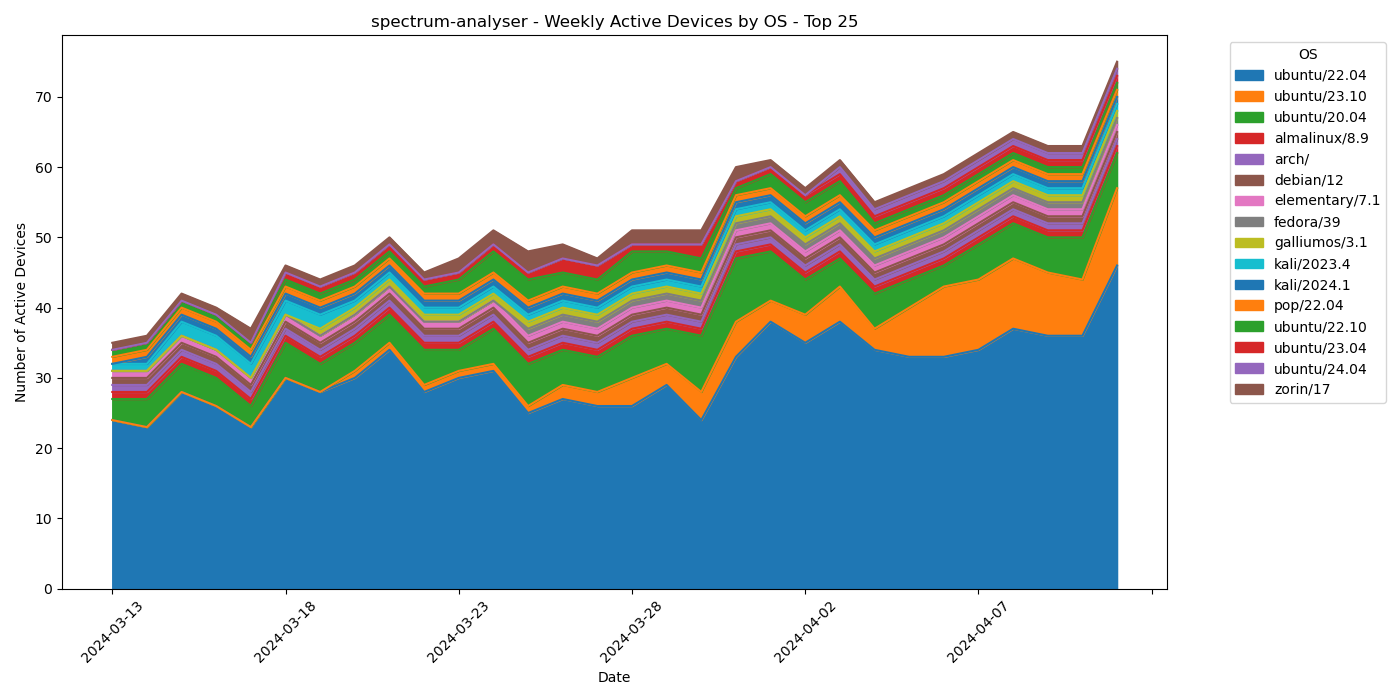 spectrum-analyser - Weekly Active Devices by OS - Top 25
Number of Active Devices
70
60
50
40
30
20
10
0
2024-03-13
2024-03-18
2024-03-23
2024-03-28
2024-04-02
2024-04-07
Date
OS
ubuntu/22.04
ubuntu/23.10
ubuntu/20.04
almalinux/8.9
arch/
debian/12
elementary/7.1
fedora/39
galliumos/3.1
kali/2023.4
kali/2024.1
pop/22.04
ubuntu/22.10
ubuntu/23.04
ubuntu/24.04
zorin/17